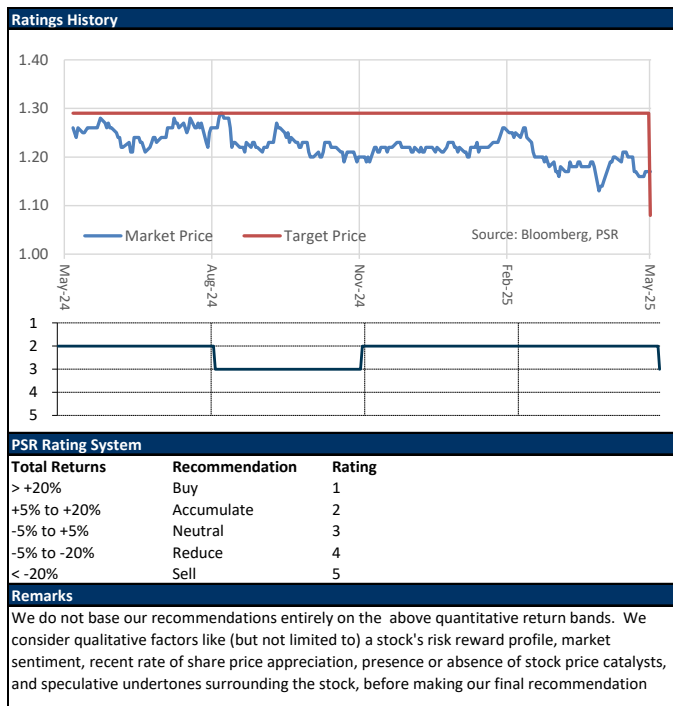 Ratings History
1.40
1.30
1.20
1.10
1.00
Market Price Target Price Source: Bloomberg, PSR
May-24 Aug-24 Nov-24 Feb-25 May-25
1
2
3
4
5
PSR Rating System
Total Returns Recommendation Rating
> +20% Buy 1
+5% to +20% Accumulate 2
-5% to +5% Neutral 3
-5% to -20% Reduce 4
< -20% Sell 5
Remarks
We do not base our recommendations entirely on the above quantitative return bands. We
consider qualitative factors like (but not limited to) a stock's risk reward profile, market
sentiment, recent rate of share price appreciation, presence or absence of stock price catalysts,
and speculative undertones surrounding the stock, before making our final recommendation